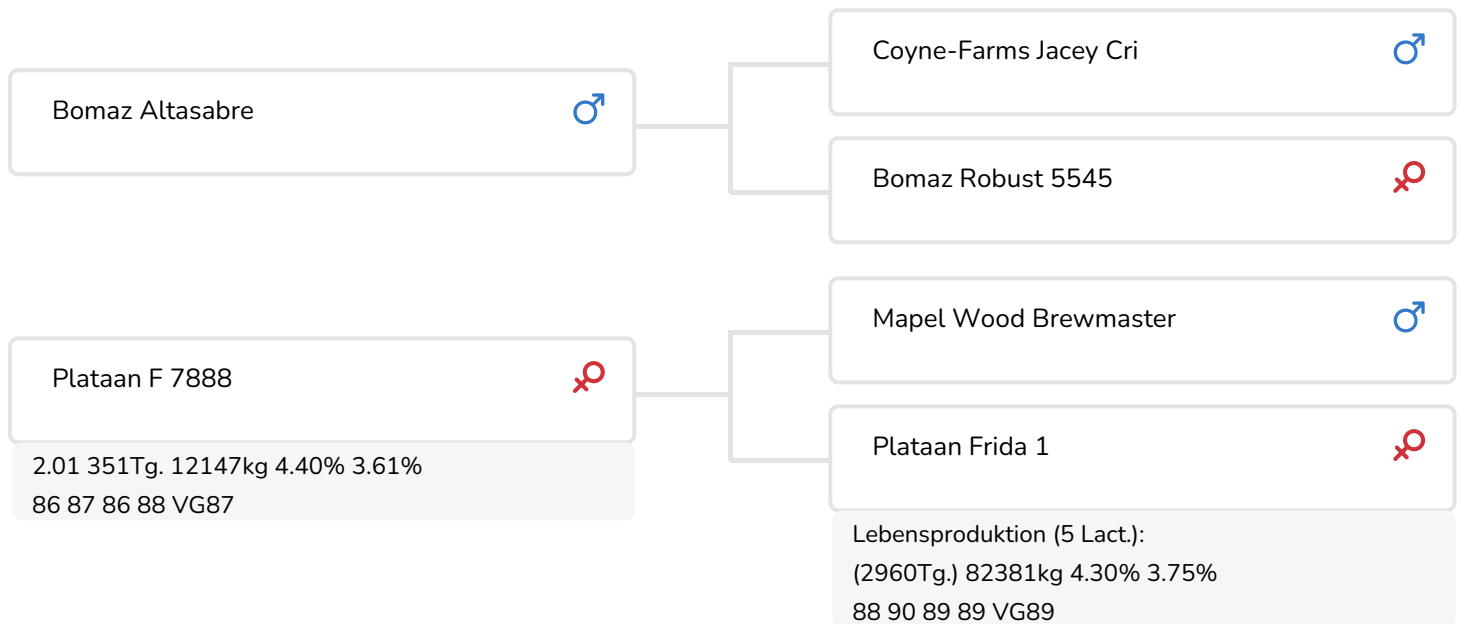 Coyne-Farms Jacey Cri
Bomaz Altasabre
Bomaz Robust 5545
Mapel Wood Brewmaster
Plataan F 7888
Plataan Frida 1
2.01 351Tg. 12147kg 4.40% 3.61%
86 87 86 88 VG87
Lebensproduktion (5 Lact.):
(2960Tg.) 82381kg 4.30% 3.75%
88 90 89 89 VG89